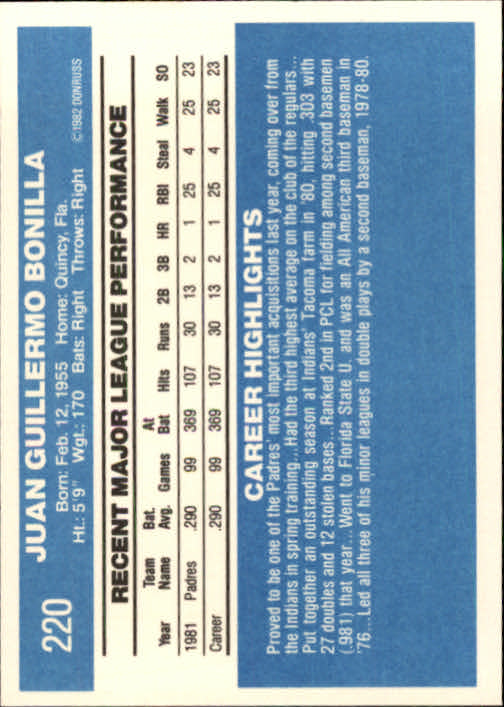 220
JUAN GUILLERMO BONILLA
Born: Feb. 12, 1955 Home: Quincy, Fla.
Ht.: 5'9" Wgt.: 170 Bats: Right Throws: Right
©1982 DONRUSS
RECENT MAJOR LEAGUE PERFORMANCE
Year Team Name Bat. Avg. Games At Bat Hits Runs 2B 3B HR RBI Steal Walk SO
1981 Padres .290 99 369 107 30 13 2 1 25 4 25 23
Career .290 99 369 107 30 13 2 1 25 4 25 23
CAREER HIGHLIGHTS
Proved to be one of the Padres' most important acquisitions last year, coming over from
the Indians in spring training...Had the third highest average on the club of the regulars...
Put together an outstanding season at Indians' Tacoma farm in '80, hitting .303 with
27 doubles and 12 stolen bases...Ranked 2nd in PCL for fielding among second basemen
(.981) that year...Went to Florida State U. and was an All American third baseman in
'76...Led all three of his minor leagues in double plays by a second baseman, 1978-80.